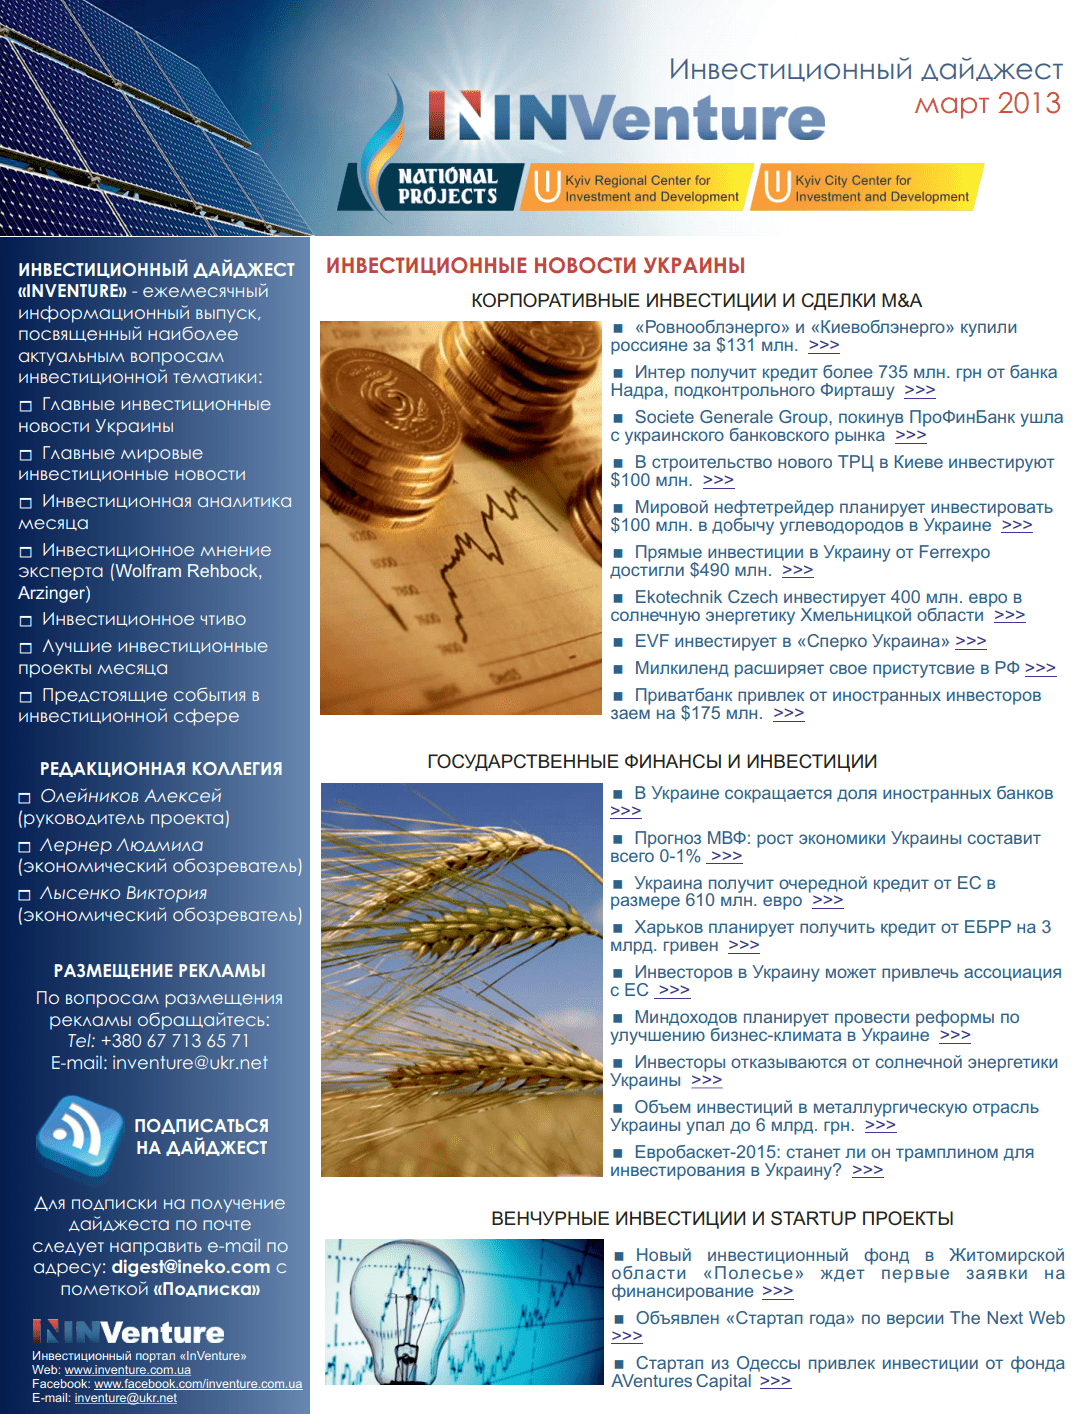 Инвестиционный дайджест
март 2013
INVenture
NATIONAL
PROJECTS
Kyiv Regional Center for
Investment and Development
Kyiv City Center for
Investment and Development
ИНВЕСТИЦИОННЫЙ ДАЙДЖЕСТ
«INVENTURE» - ежемесячный
информационный выпуск,
посвященный наиболее
актуальным вопросам
инвестиционной тематики:
□ Главные инвестиционные
новости Украины
□ Главные мировые
инвестиционные новости
□ Инвестиционная аналитика
месяца
□ Инвестиционное мнение
эксперта (Wolfram Rehbock,
Arzinger)
□ Инвестиционное чтиво
□ Лучшие инвестиционные
проекты месяца
□ Предстоящие события в
инвестиционной сфере
РЕДАКЦИОННАЯ КОЛЛЕГИЯ
□ Олейников Алексей
(руководитель проекта)
□ Лернер Людмила
(экономический обозреватель)
□ Лысенко Виктория
(экономический обозреватель)
РАЗМЕЩЕНИЕ РЕКЛАМЫ
По вопросам размещения
рекламы обращайтесь:
Tel: +380 67 713 65 71
E-mail: inventure@ukr.net
ПОДПИСАТЬСЯ
НА ДАЙДЖЕСТ
Для подписки на получение
дайджеста по почте
следует направить e-mail по
адресу: digest@ineko.com с
пометкой «Подписка»
INVenture
Инвестиционный портал «InVenture»
Web: www.inventure.com.ua
Facebook: www.facebook.com/inventure.com.ua
E-mail: inventure@ukr.net
ИНВЕСТИЦИОННЫЕ НОВОСТИ УКРАИНЫ
КОРПОРАТИВНЫЕ ИНВЕСТИЦИИ И СДЕЛКИ M&A
■ «Ровнооблэнерго» и «Киевоблэнерго» купили
россияне за $131 млн. >>>
■ Интер получит кредит более 735 млн. грн от банка
Надра, подконтрольного Фирташу >>>
■ Societe Generale Group, покинув ПроФинБанк ушла
с украинского банковского рынка >>>
■ В строительство нового ТРЦ в Киеве инвестируют
$100 млн. >>>
■ Мировой нефтетрейдер планирует инвестировать
$100 млн. в добычу углеводородов в Украине >>>
■ Прямые инвестиции в Украину от Ferrexpo
достигли $490 млн. >>>
■ Ekotechnik Czech инвестирует 400 млн. евро в
солнечную энергетику Хмельницкой области >>>
■ EVF инвестирует в «Сперко Украина» >>>
■ Милкиленд расширяет свое пристутсвие в РФ >>>
■ Приватбанк привлек от иностранных инвесторов
заем на $175 млн. >>>
ГОСУДАРСТВЕННЫЕ ФИНАНСЫ И ИНВЕСТИЦИИ
■ В Украине сокращается доля иностранных банков
>>>
■ Прогноз МВФ: рост экономики Украины составит
всего 0-1% >>>
■ Украина получит очередной кредит от ЕС в
размере 610 млн. евро >>>
■ Харьков планирует получить кредит от ЕБРР на 3
млрд. гривен >>>
■ Инвесторов в Украину может привлечь ассоциация
с ЕС >>>
■ Миндоходов планирует провести реформы по
улучшению бизнес-климата в Украине >>>
■ Инвесторы отказываются от солнечной энергетики
Украины >>>
■ Объем инвестиций в металлургическую отрасль
Украины упал до 6 млрд. грн. >>>
■ Евробаскет-2015: станет ли он трамплином для
инвестирования в Украину? >>>
ВЕНЧУРНЫЕ ИНВЕСТИЦИИ И STARTUP ПРОЕКТЫ
■ Новый инвестиционный фонд в Житомирской
области «Полесье» ждет первые заявки на
финансирование >>>
■ Объявлен «Стартап года» по версии The Next Web
>>>
■ Стартап из Одессы привлек инвестиции от фонда
AVentures Capital >>>